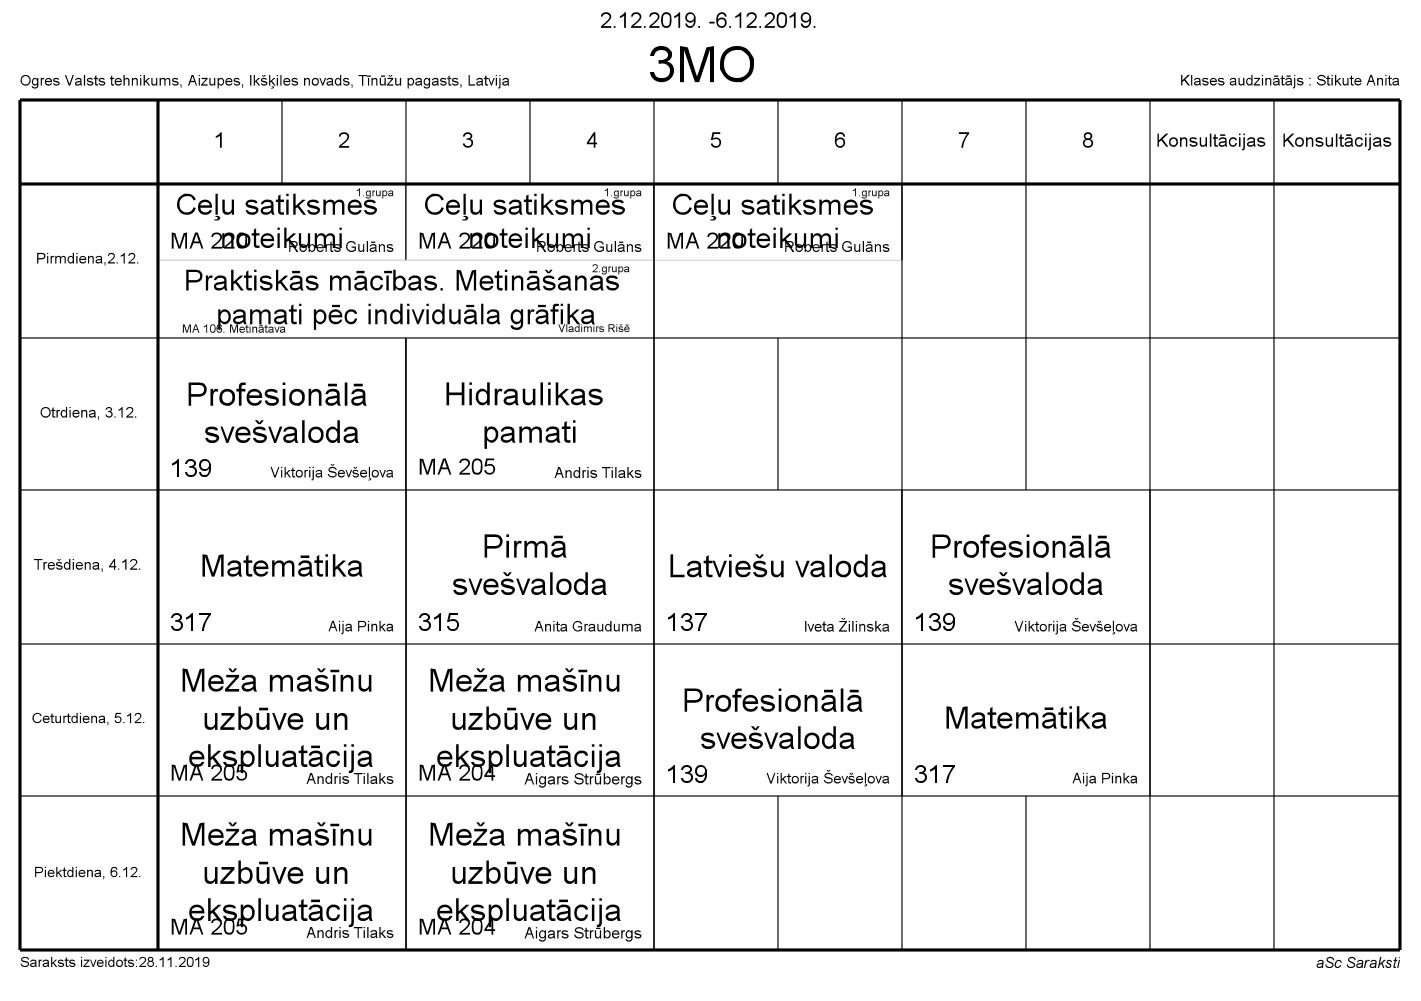 2.12.2019. -6.12.2019.
3MO
Ogres Valsts tehnikums, Aizupes, Ikšķiles novads, Tīnūžu pagasts, Latvija
Klases audzinātājs : Stikute Anita
1 2 3 4 5 6 7 8 Konsultācijas Konsultācijas
Pirmdiena,2.12.
1.grupa
Ceļu satiksmes
noteikumi
MA 220 Roberts Gulāns
1.grupa
Ceļu satiksmes
noteikumi
MA 220 Roberts Gulāns
1.grupa
Ceļu satiksmes
noteikumi
MA 220 Roberts Gulāns
2.grupa
Praktiskās mācības. Metināšanas
pamati pēc individuāla grāfika
MA 106. Metinātava Vladimirs Rišē
Otrdiena, 3.12.
Profesionālā
svešvaloda
139 Viktorija Ševšeļova
Hidraulikas
pamati
MA 205 Andris Tilaks
Trešdiena, 4.12.
Matemātika
317 Aija Pinka
Pirmā
svešvaloda
315 Anita Grauduma
Latviešu valoda
137 Iveta Žilinska
Profesionālā
svešvaloda
139 Viktorija Ševšeļova
Ceturtdiena, 5.12.
Meža mašīnu
uzbūve un
ekspluatācija
MA 205 Andris Tilaks
Meža mašīnu
uzbūve un
ekspluatācija
MA 204 Aigars Strūbergs
Profesionālā
svešvaloda
139 Viktorija Ševšeļova
Matemātika
317 Aija Pinka
Piektdiena, 6.12.
Meža mašīnu
uzbūve un
ekspluatācija
MA 205 Andris Tilaks
Meža mašīnu
uzbūve un
ekspluatācija
MA 204 Aigars Strūbergs
Saraksts izveidots:28.11.2019
aSc Saraksti